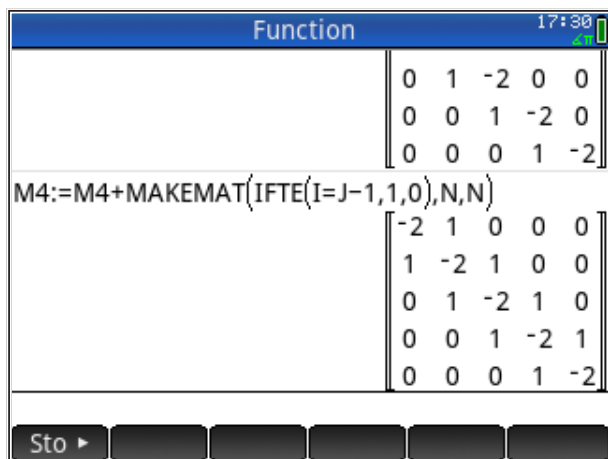 Function 17:30
∡π
0 1 -2 0 0
0 0 1 -2 0
0 0 0 1 -2
M4:=M4+MAKEMAT(IFTE(I=J-1,1,0),N,N)
-2 1 0 0 0
1 -2 1 0 0
0 1 -2 1 0
0 0 1 -2 1
0 0 0 1 -2
Sto ►